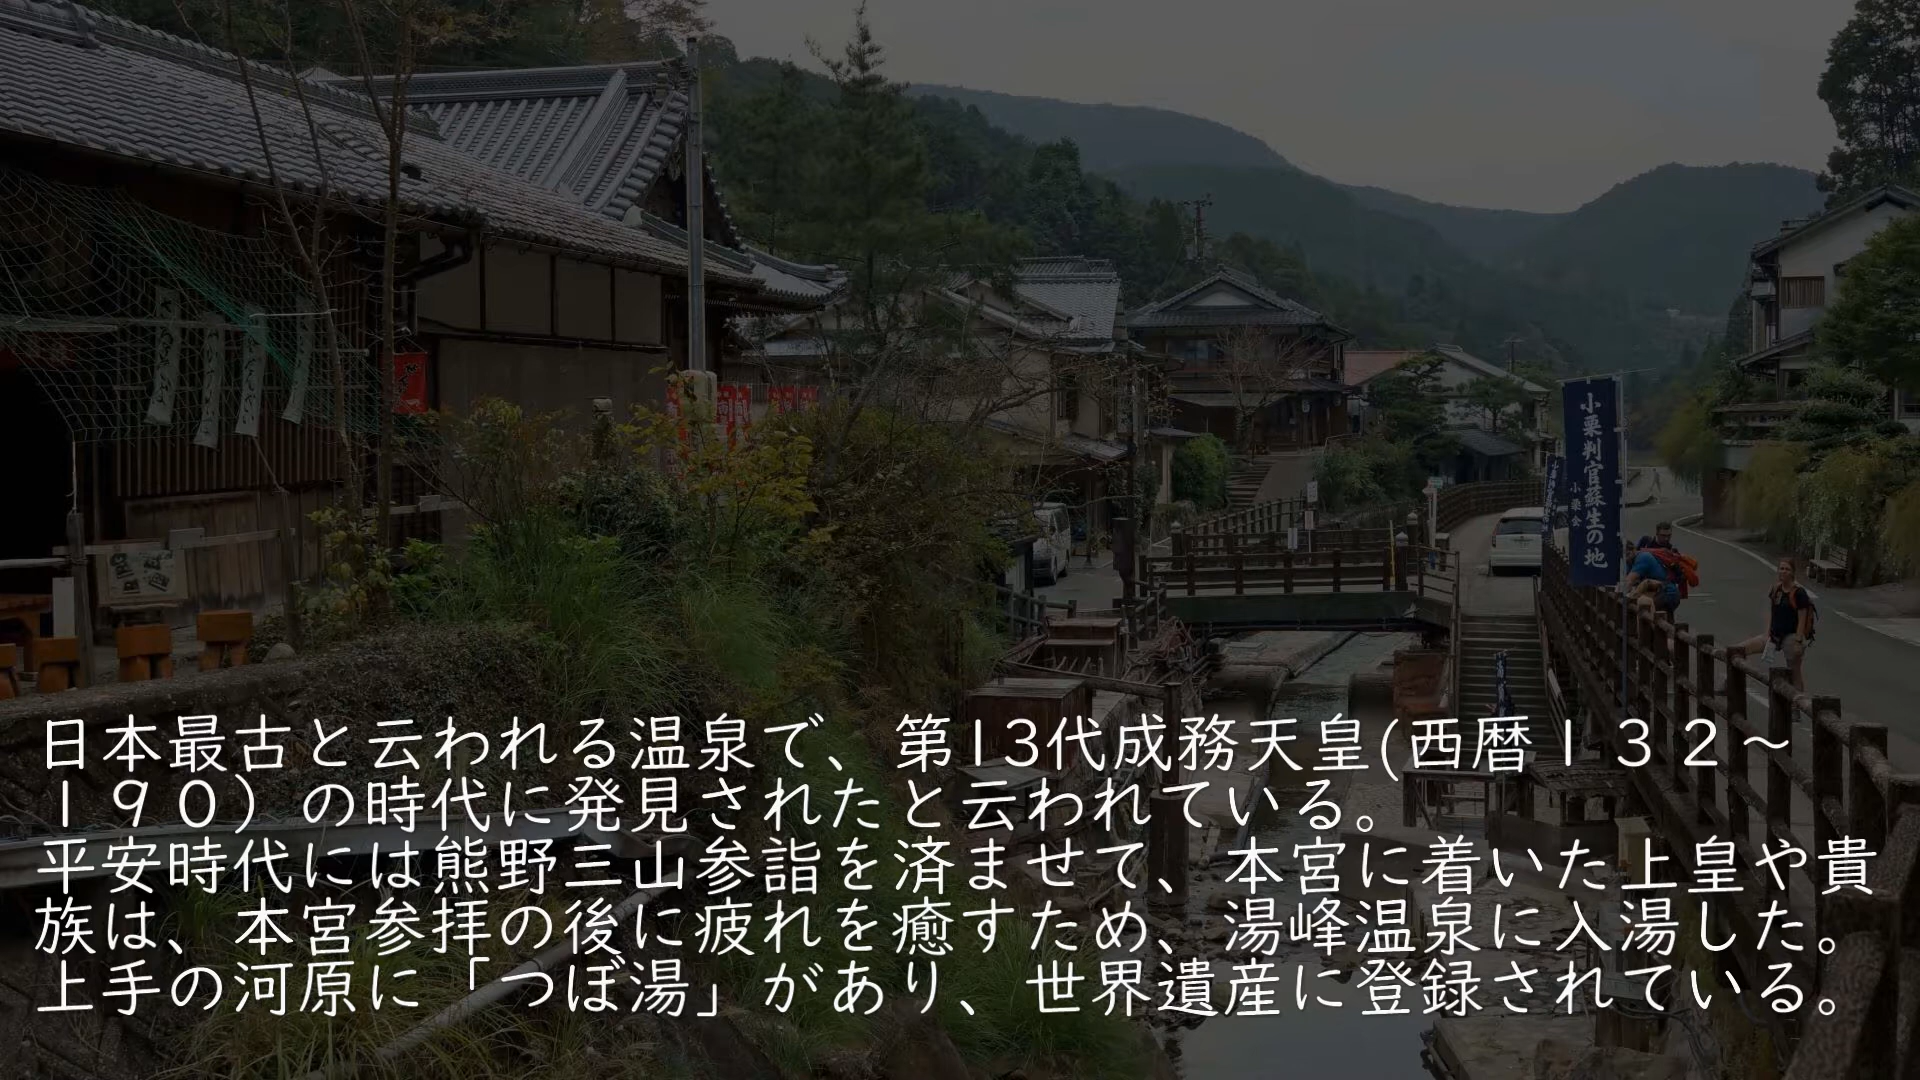 小栗判官蘇生の地
小栗会
日本最古と云われる温泉で、第13代成務天皇(西暦１３２～
１９０）の時代に発見されたと云われている。
平安時代には熊野三山参詣を済ませて、本宮に着いた上皇や貴
族は、本宮参拝の後に疲れを癒すため、湯峰温泉に入湯した。
上手の河原に「つぼ湯」があり、世界遺産に登録されている。